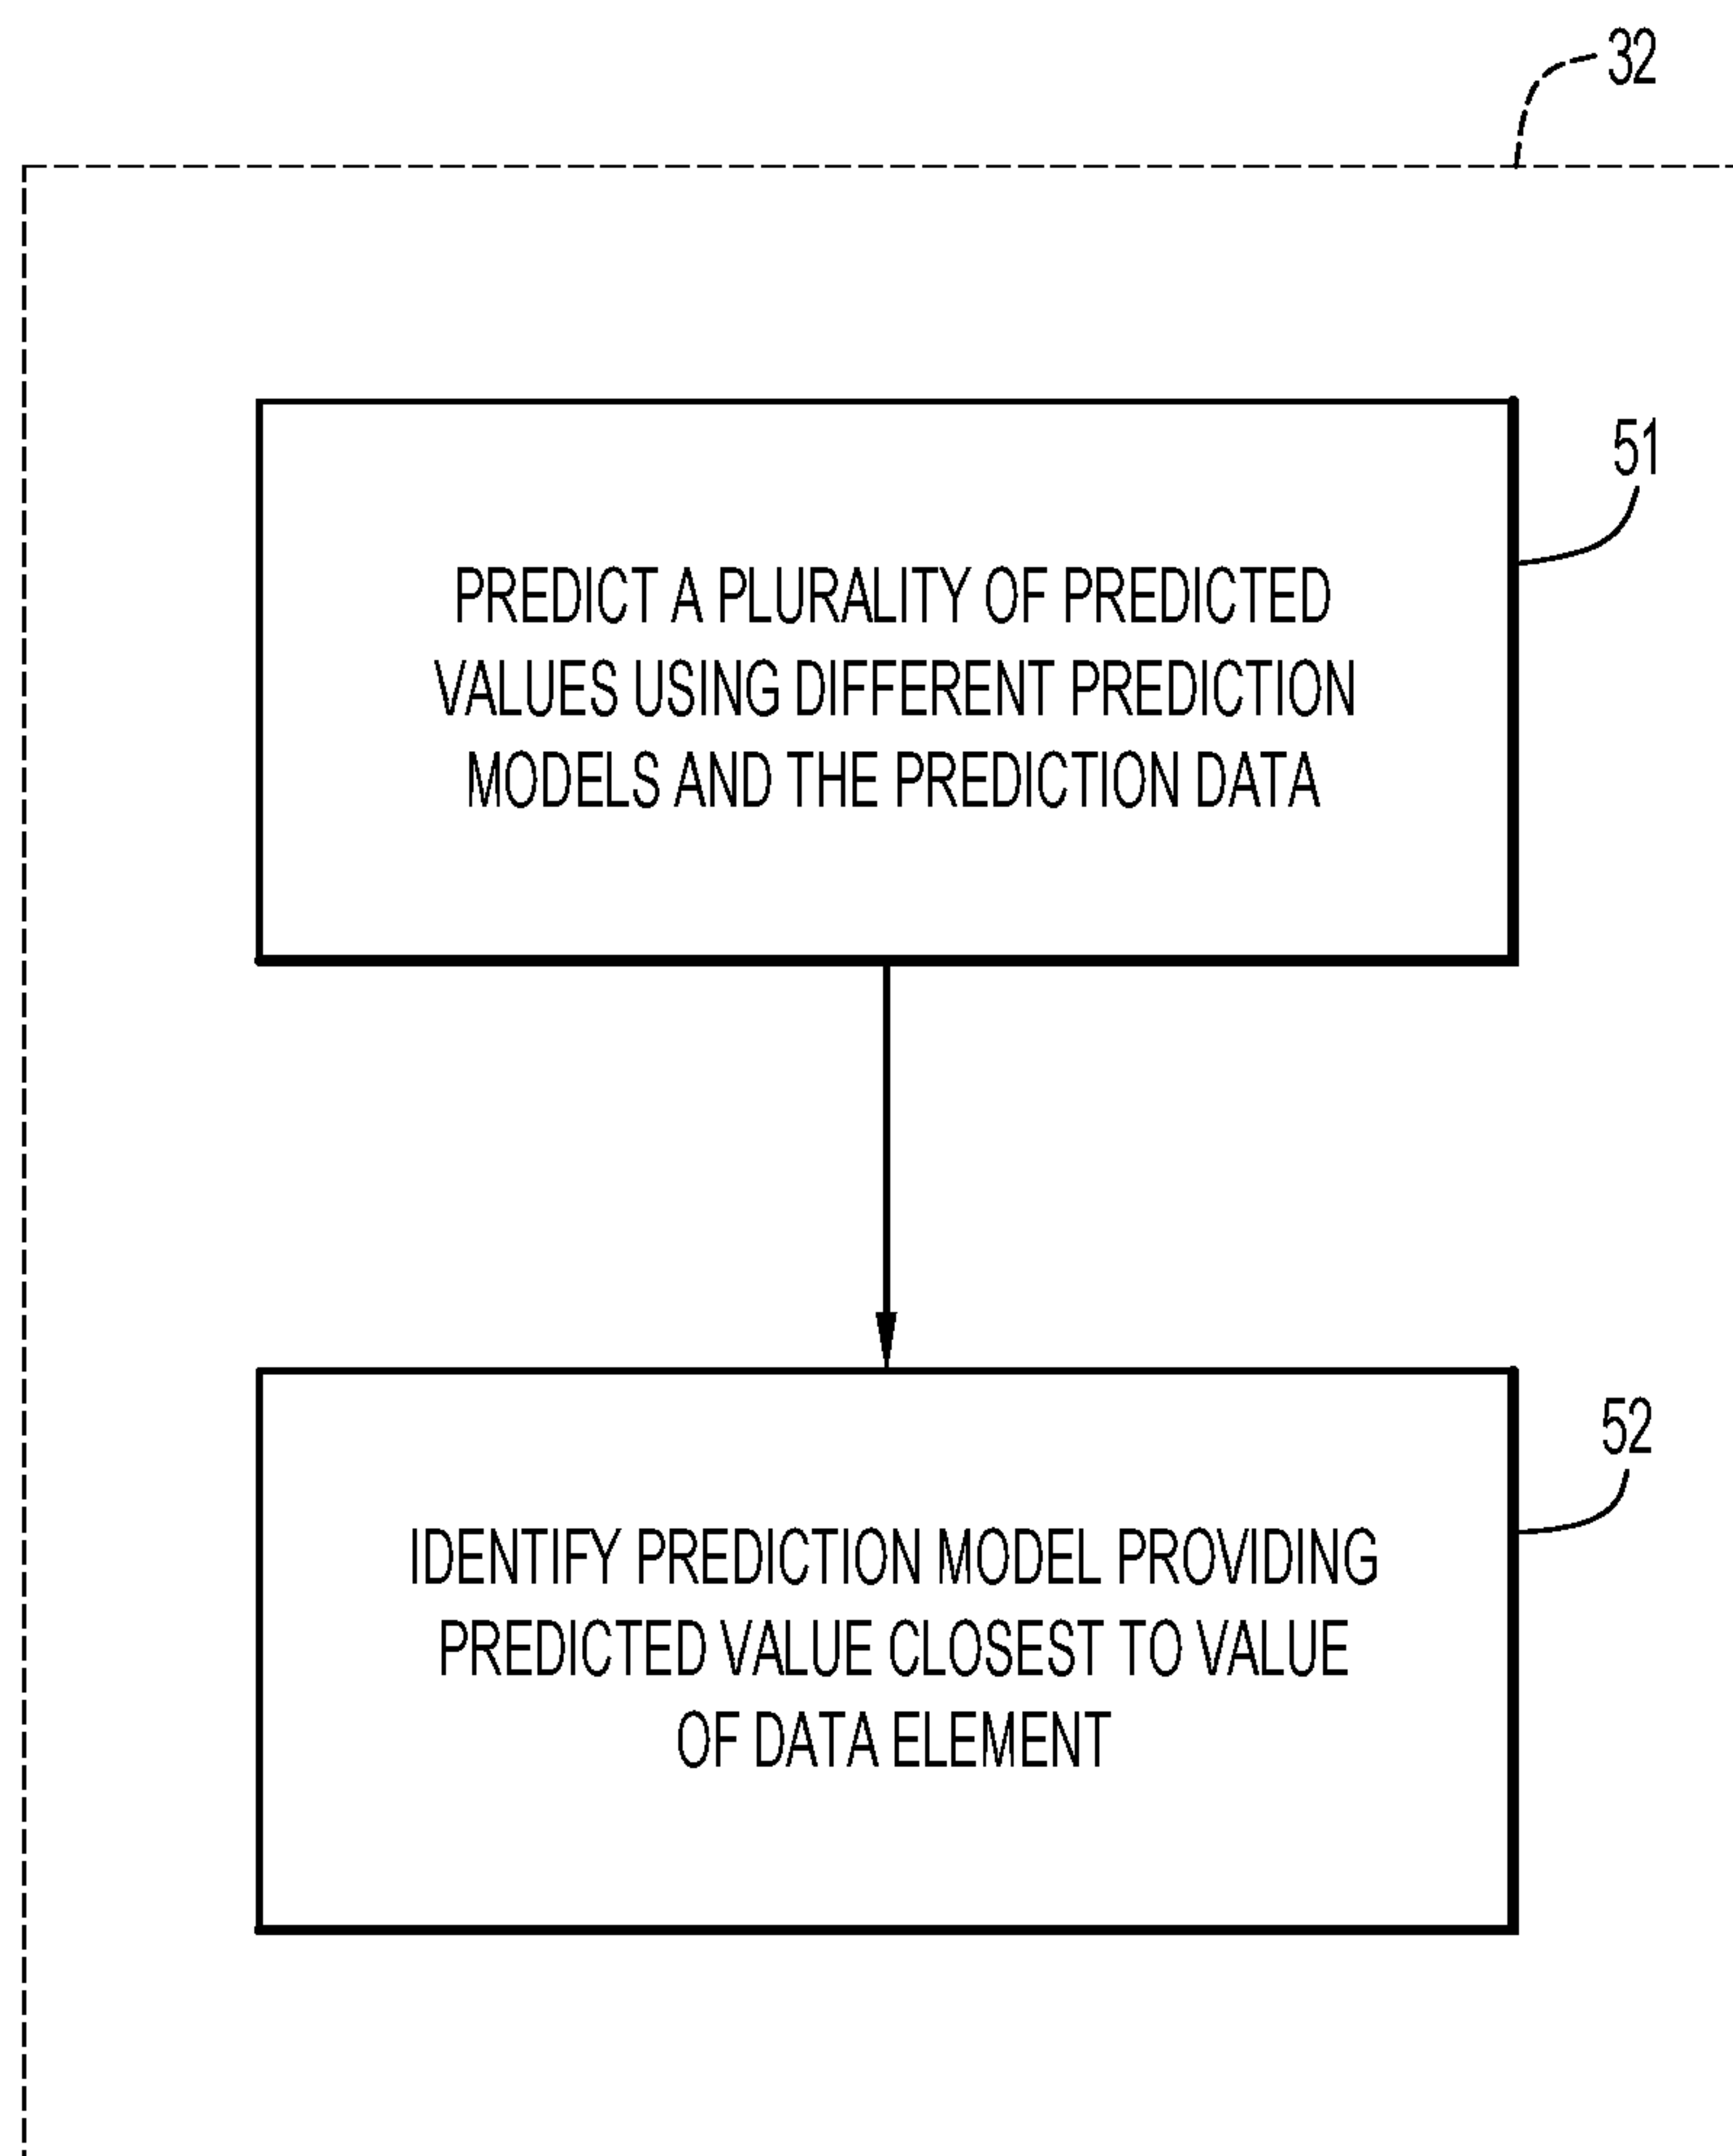 32
51
PREDICT A PLURALITY OF PREDICTED
VALUES USING DIFFERENT PREDICTION
MODELS AND THE PREDICTION DATA
52
IDENTIFY PREDICTION MODEL PROVIDING
PREDICTED VALUE CLOSEST TO VALUE
OF DATA ELEMENT